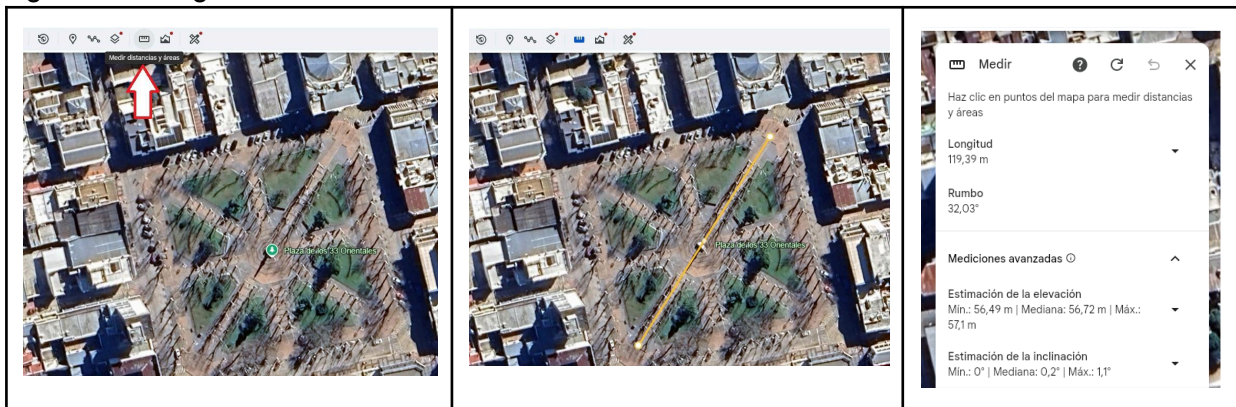 Medir distancias y áreas
Plaza de los 33 Orientales
Plaza de los 33 Orientales
Medir
Haz clic en puntos del mapa para medir distancias
y áreas
Longitud
119,39 m
Rumbo
32,03°
Mediciones avanzadas
Estimación de la elevación
Mín.: 56,49 m | Mediana: 56,72 m | Máx.:
57,1 m
Estimación de la inclinación
Mín.: 0° | Mediana: 0,2° | Máx.: 1,1°